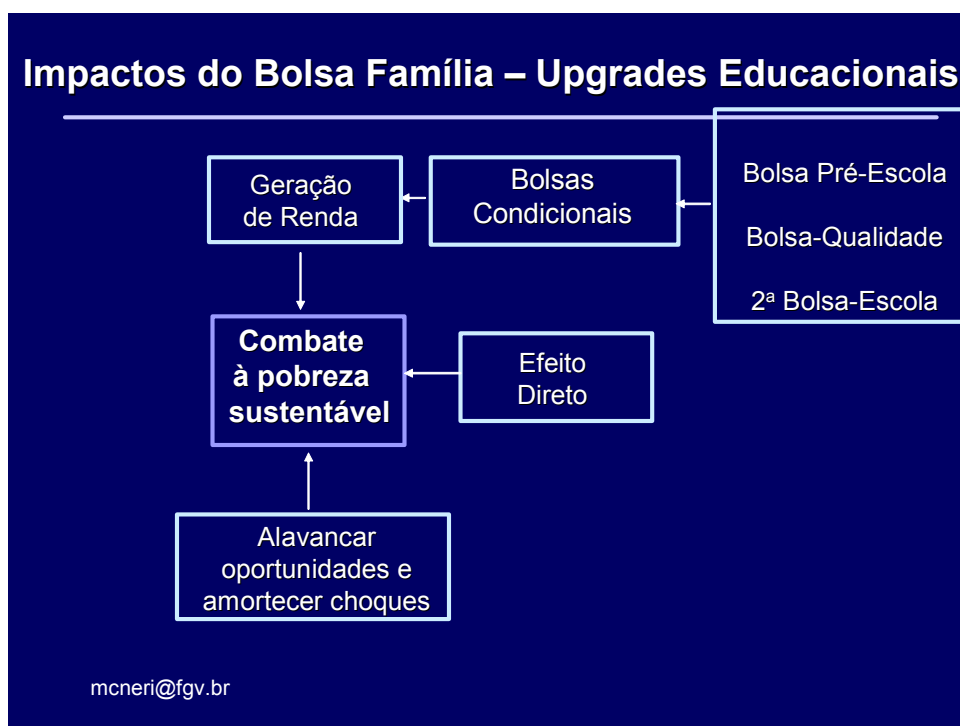 Impactos do Bolsa Família – Upgrades Educacionais
Geração
de Renda
Bolsas
Condicionais
Bolsa Pré-Escola
Bolsa-Qualidade
2ª Bolsa-Escola
Combate
à pobreza
sustentável
Efeito
Direto
Alavancar
oportunidades e
amortecer choques
mcneri@fgv.br